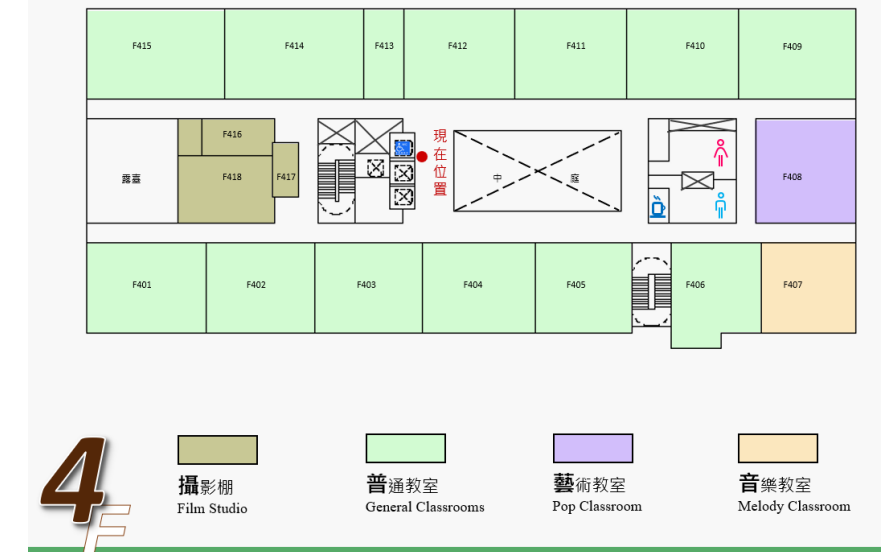 F415
F414
F413
F412
F411
F410
F409
F416
現在位置
露臺
F418
F417
中庭
F408
F401
F402
F403
F404
F405
F406
F407
4F
攝影棚
Film Studio
普通教室
General Classrooms
藝術教室
Pop Classroom
音樂教室
Melody Classroom